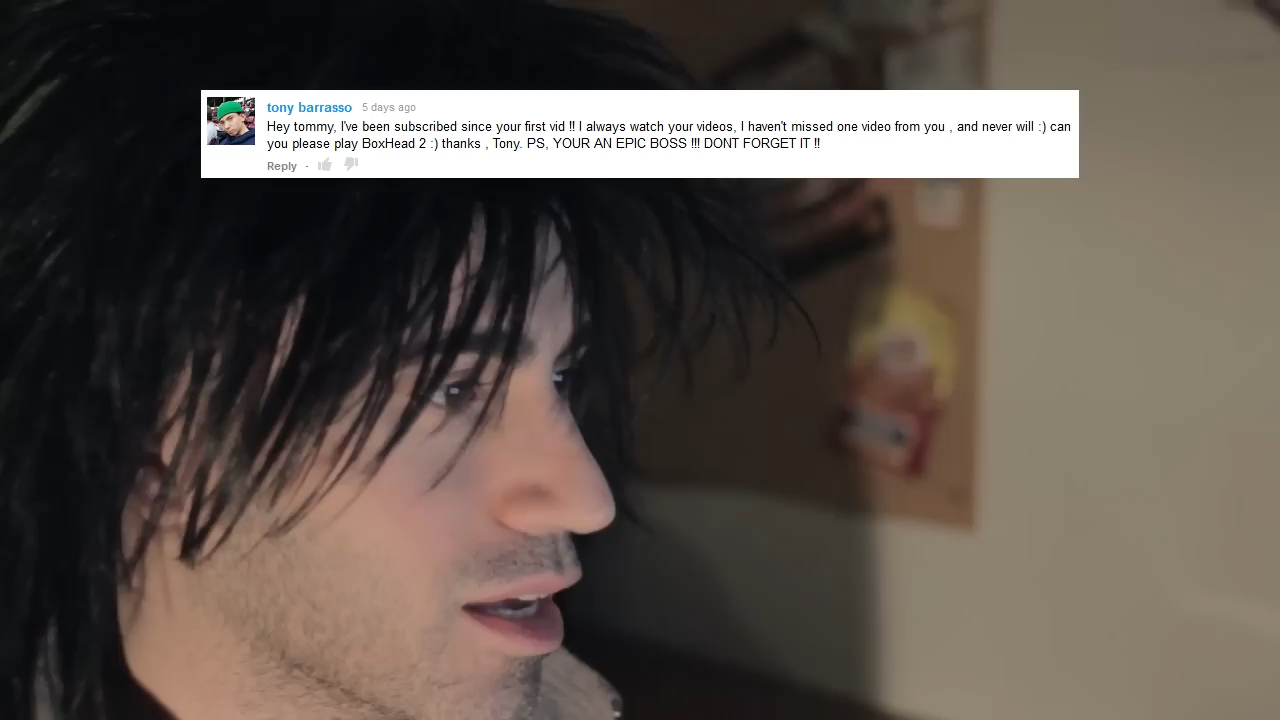 tony barrasso 5 days ago
Hey tommy, I've been subscribed since your first vid !! I always watch your videos, I haven't missed one video from you , and never will :) can
you please play BoxHead 2 :) thanks , Tony. PS, YOUR AN EPIC BOSS !!! DONT FORGET IT !!
Reply ·